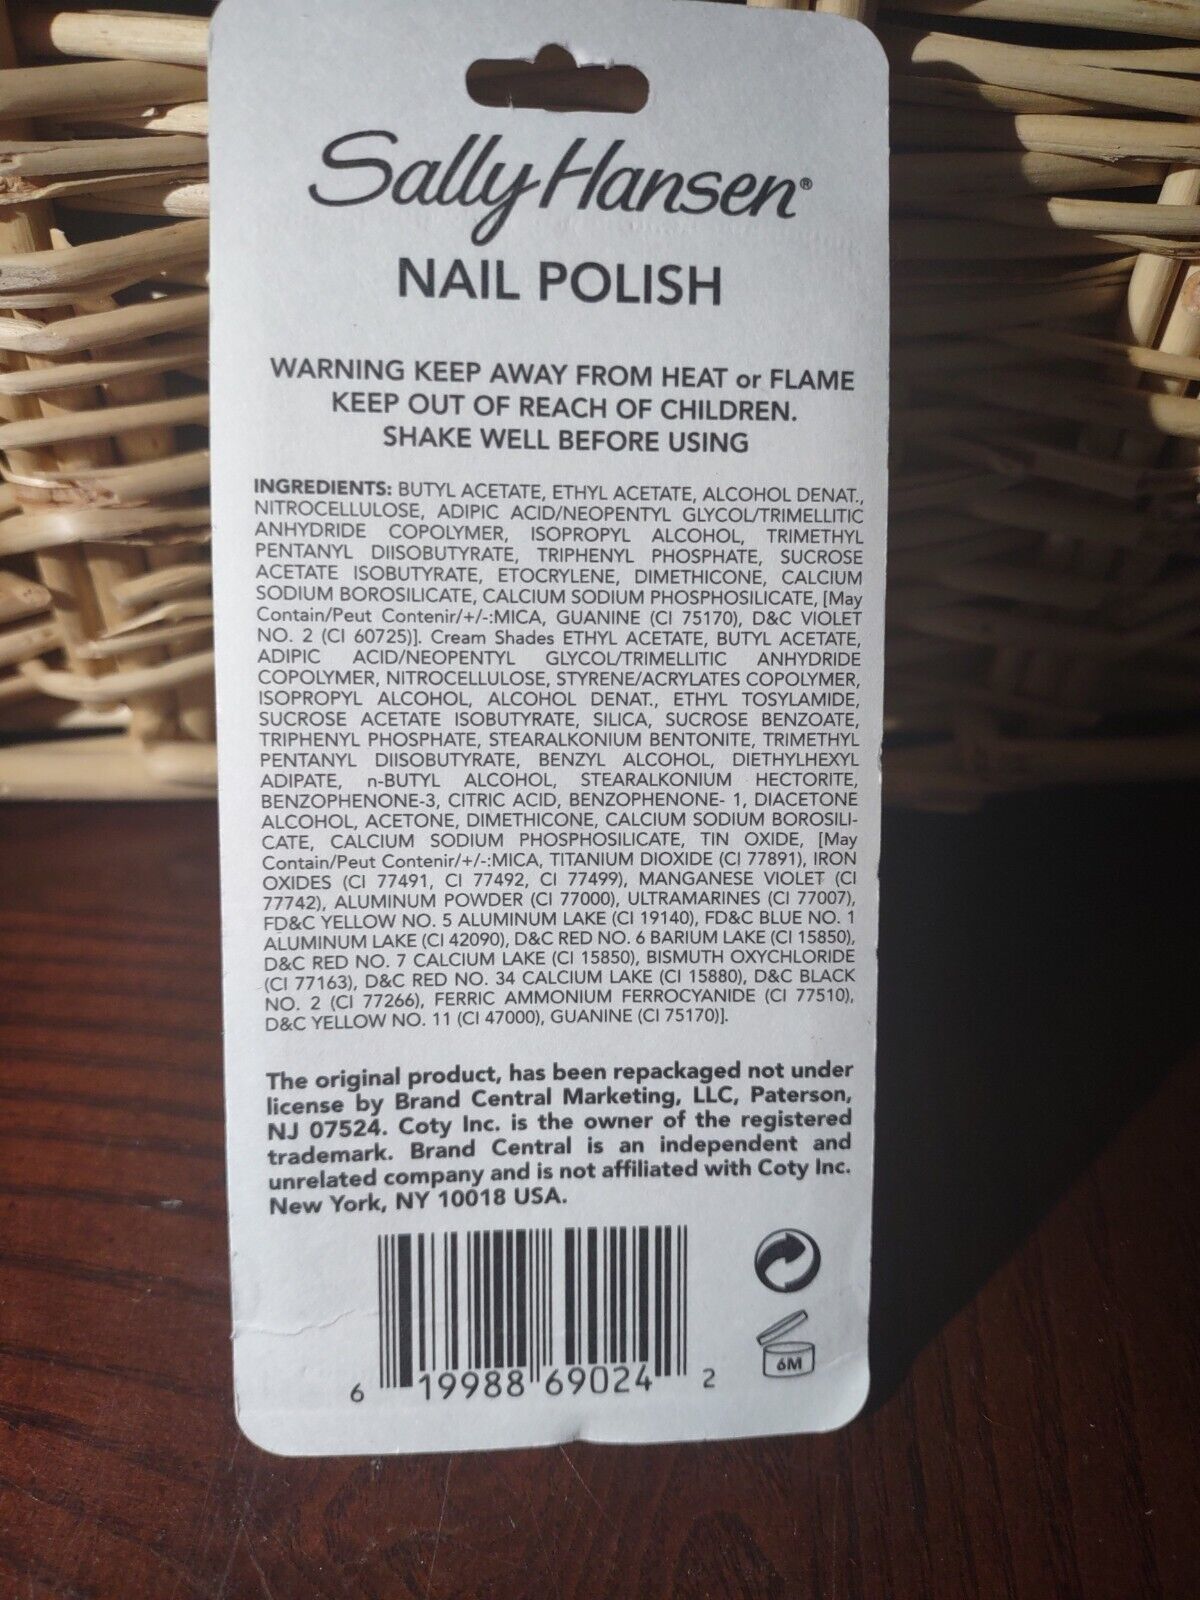 Sally Hansen®
NAIL POLISH
WARNING KEEP AWAY FROM HEAT or FLAME
KEEP OUT OF REACH OF CHILDREN.
SHAKE WELL BEFORE USING
INGREDIENTS: BUTYL ACETATE, ETHYL ACETATE, ALCOHOL DENAT.,
NITROCELLULOSE, ADIPIC ACID/NEOPENTYL GLYCOL/TRIMELLITIC
ANHYDRIDE COPOLYMER, ISOPROPYL ALCOHOL, TRIMETHYL
PENTANYL DIISOBUTYRATE, TRIPHENYL PHOSPHATE, SUCROSE
ACETATE ISOBUTYRATE, ETOCRYLENE, DIMETHICONE, CALCIUM
SODIUM BOROSILICATE, CALCIUM SODIUM PHOSPHOSILICATE, [May
Contain/Peut Contenir/+/-:MICA, GUANINE (CI 75170), D&C VIOLET
NO. 2 (CI 60725)]. Cream Shades ETHYL ACETATE, BUTYL ACETATE,
ADIPIC ACID/NEOPENTYL GLYCOL/TRIMELLITIC ANHYDRIDE
COPOLYMER, NITROCELLULOSE, STYRENE/ACRYLATES COPOLYMER,
ISOPROPYL ALCOHOL, ALCOHOL DENAT., ETHYL TOSYLAMIDE,
SUCROSE ACETATE ISOBUTYRATE, SILICA, SUCROSE BENZOATE,
TRIPHENYL PHOSPHATE, STEARALKONIUM BENTONITE, TRIMETHYL
PENTANYL DIISOBUTYRATE, BENZYL ALCOHOL, DIETHYLHEXYL
ADIPATE, n-BUTYL ALCOHOL, STEARALKONIUM HECTORITE,
BENZOPHENONE-3, CITRIC ACID, BENZOPHENONE- 1, DIACETONE
ALCOHOL, ACETONE, DIMETHICONE, CALCIUM SODIUM BOROSILI-
CATE, CALCIUM SODIUM PHOSPHOSILICATE, TIN OXIDE, [May
Contain/Peut Contenir/+/-:MICA, TITANIUM DIOXIDE (CI 77891), IRON
OXIDES (CI 77491, CI 77492, CI 77499), MANGANESE VIOLET (CI
77742), ALUMINUM POWDER (CI 77000), ULTRAMARINES (CI 77007),
FD&C YELLOW NO. 5 ALUMINUM LAKE (CI 19140), FD&C BLUE NO. 1
ALUMINUM LAKE (CI 42090), D&C RED NO. 6 BARIUM LAKE (CI 15850),
D&C RED NO. 7 CALCIUM LAKE (CI 15850), BISMUTH OXYCHLORIDE
(CI 77163), D&C RED NO. 34 CALCIUM LAKE (CI 15880), D&C BLACK
NO. 2 (CI 77266), FERRIC AMMONIUM FERROCYANIDE (CI 77510),
D&C YELLOW NO. 11 (CI 47000), GUANINE (CI 75170)].
The original product, has been repackaged not under
license by Brand Central Marketing, LLC, Paterson,
NJ 07524. Coty Inc. is the owner of the registered
trademark. Brand Central is an independent and
unrelated company and is not affiliated with Coty Inc.
New York, NY 10018 USA.
6 19988 69024 2
6M